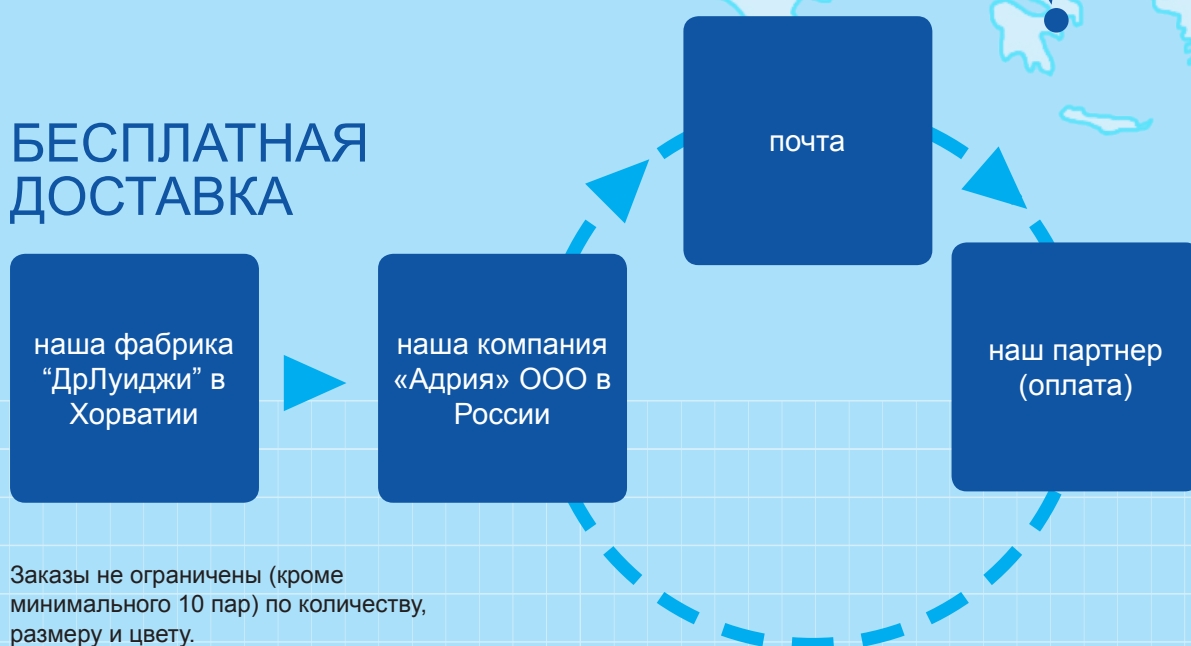 БЕСПЛАТНАЯ
ДОСТАВКА
почта
наша фабрика
“ДрЛуиджи” в
Хорватии
наша компания
«Адрия» ООО в
России
наш партнер
(оплата)
Заказы не ограничены (кроме
минимального 10 пар) по количеству,
размеру и цвету.